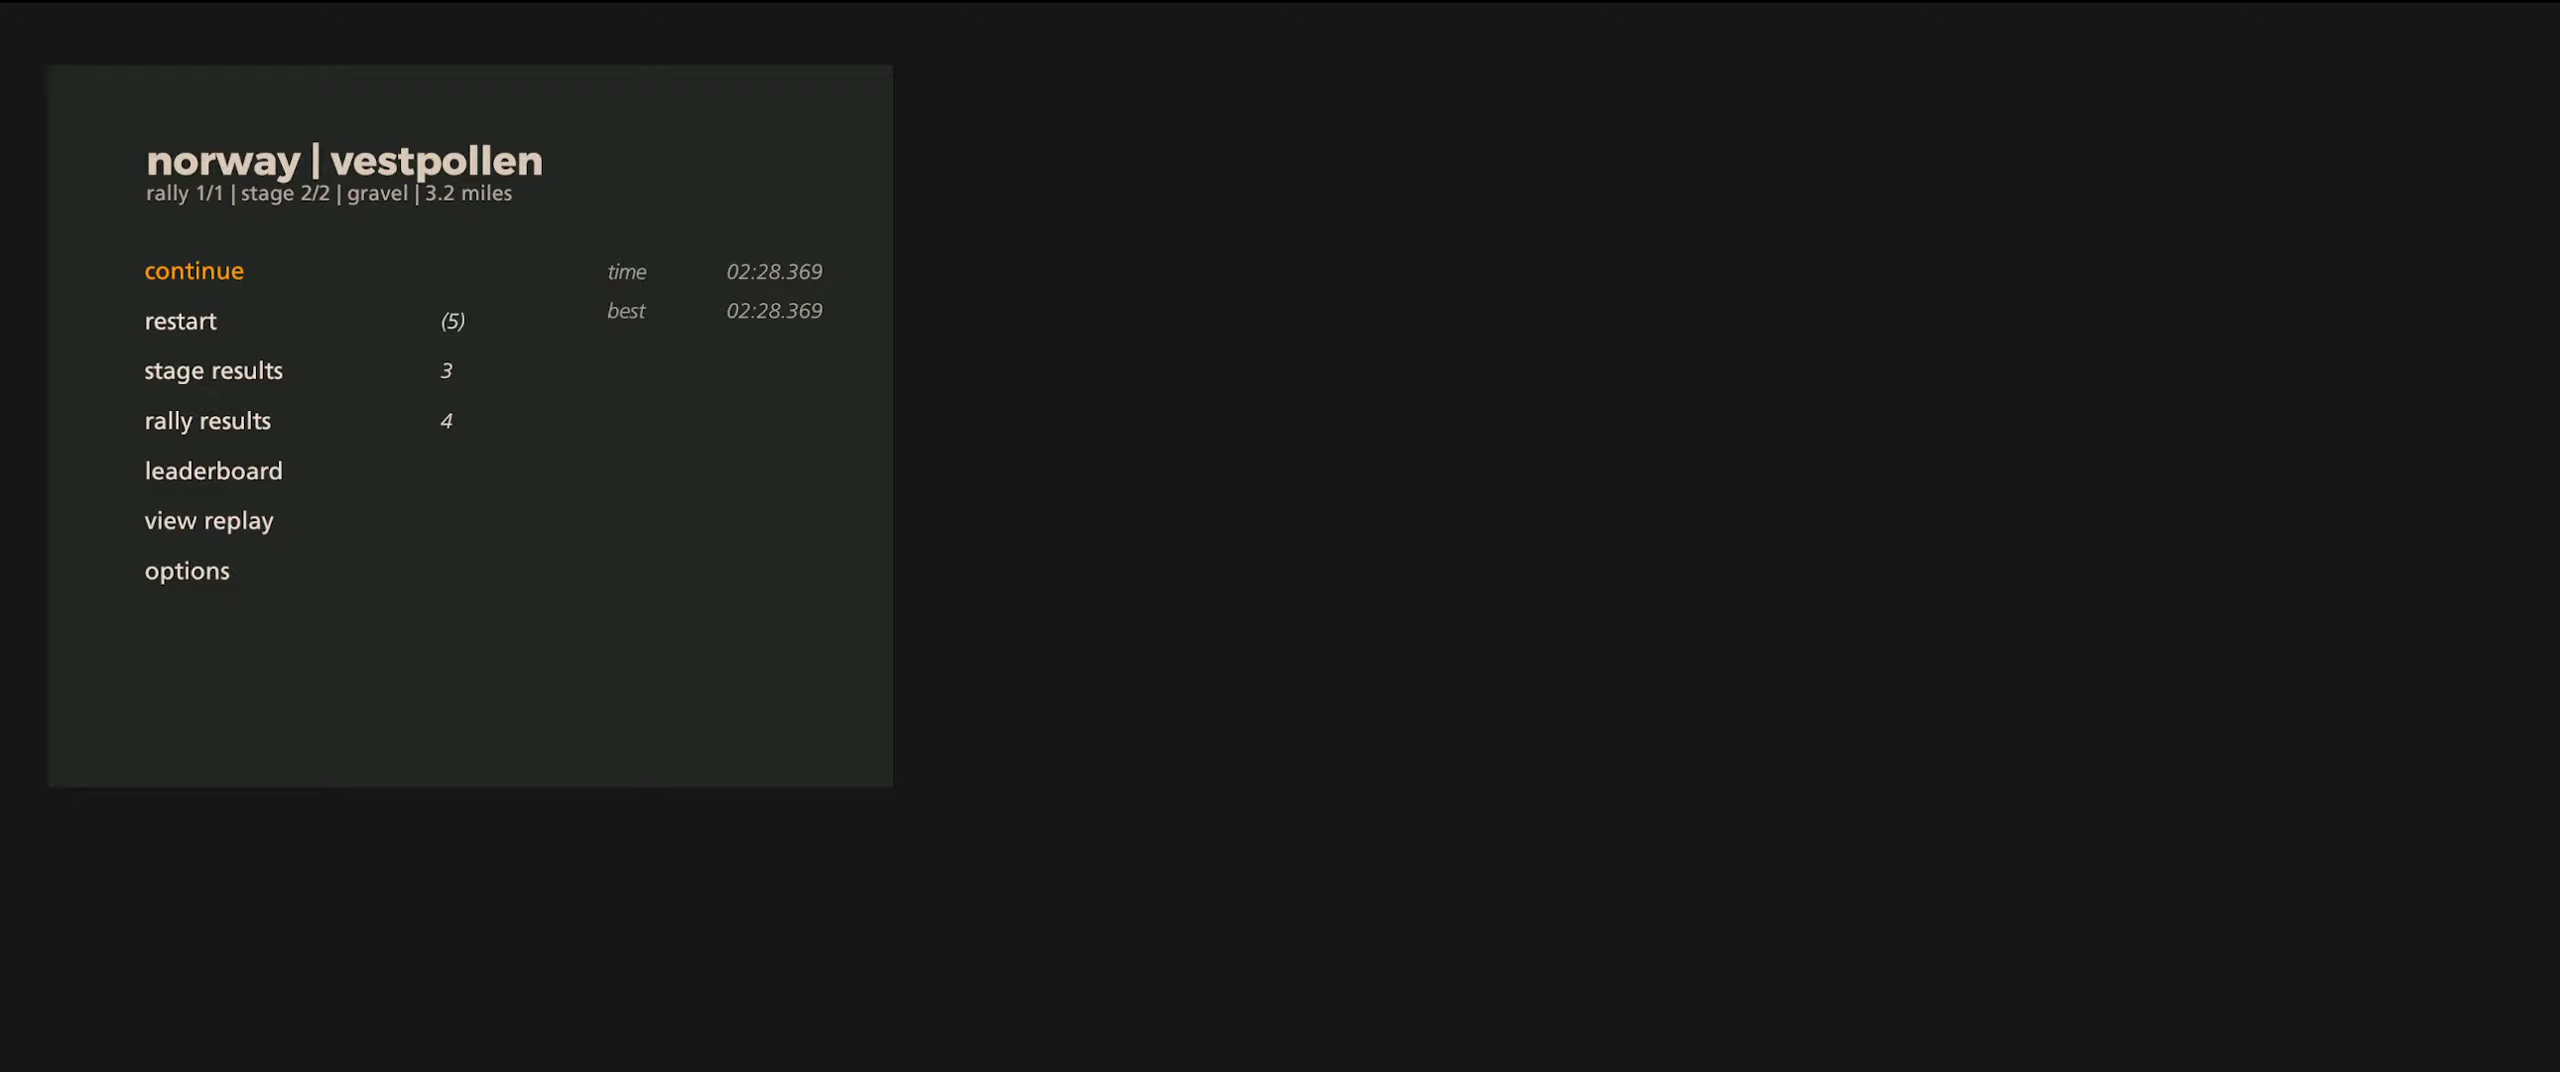 norway | vestpollen
rally 1/1 | stage 2/2 | gravel | 3.2 miles
continue
time 02:28.369
best 02:28.369
restart (5)
stage results 3
rally results 4
leaderboard
view replay
options